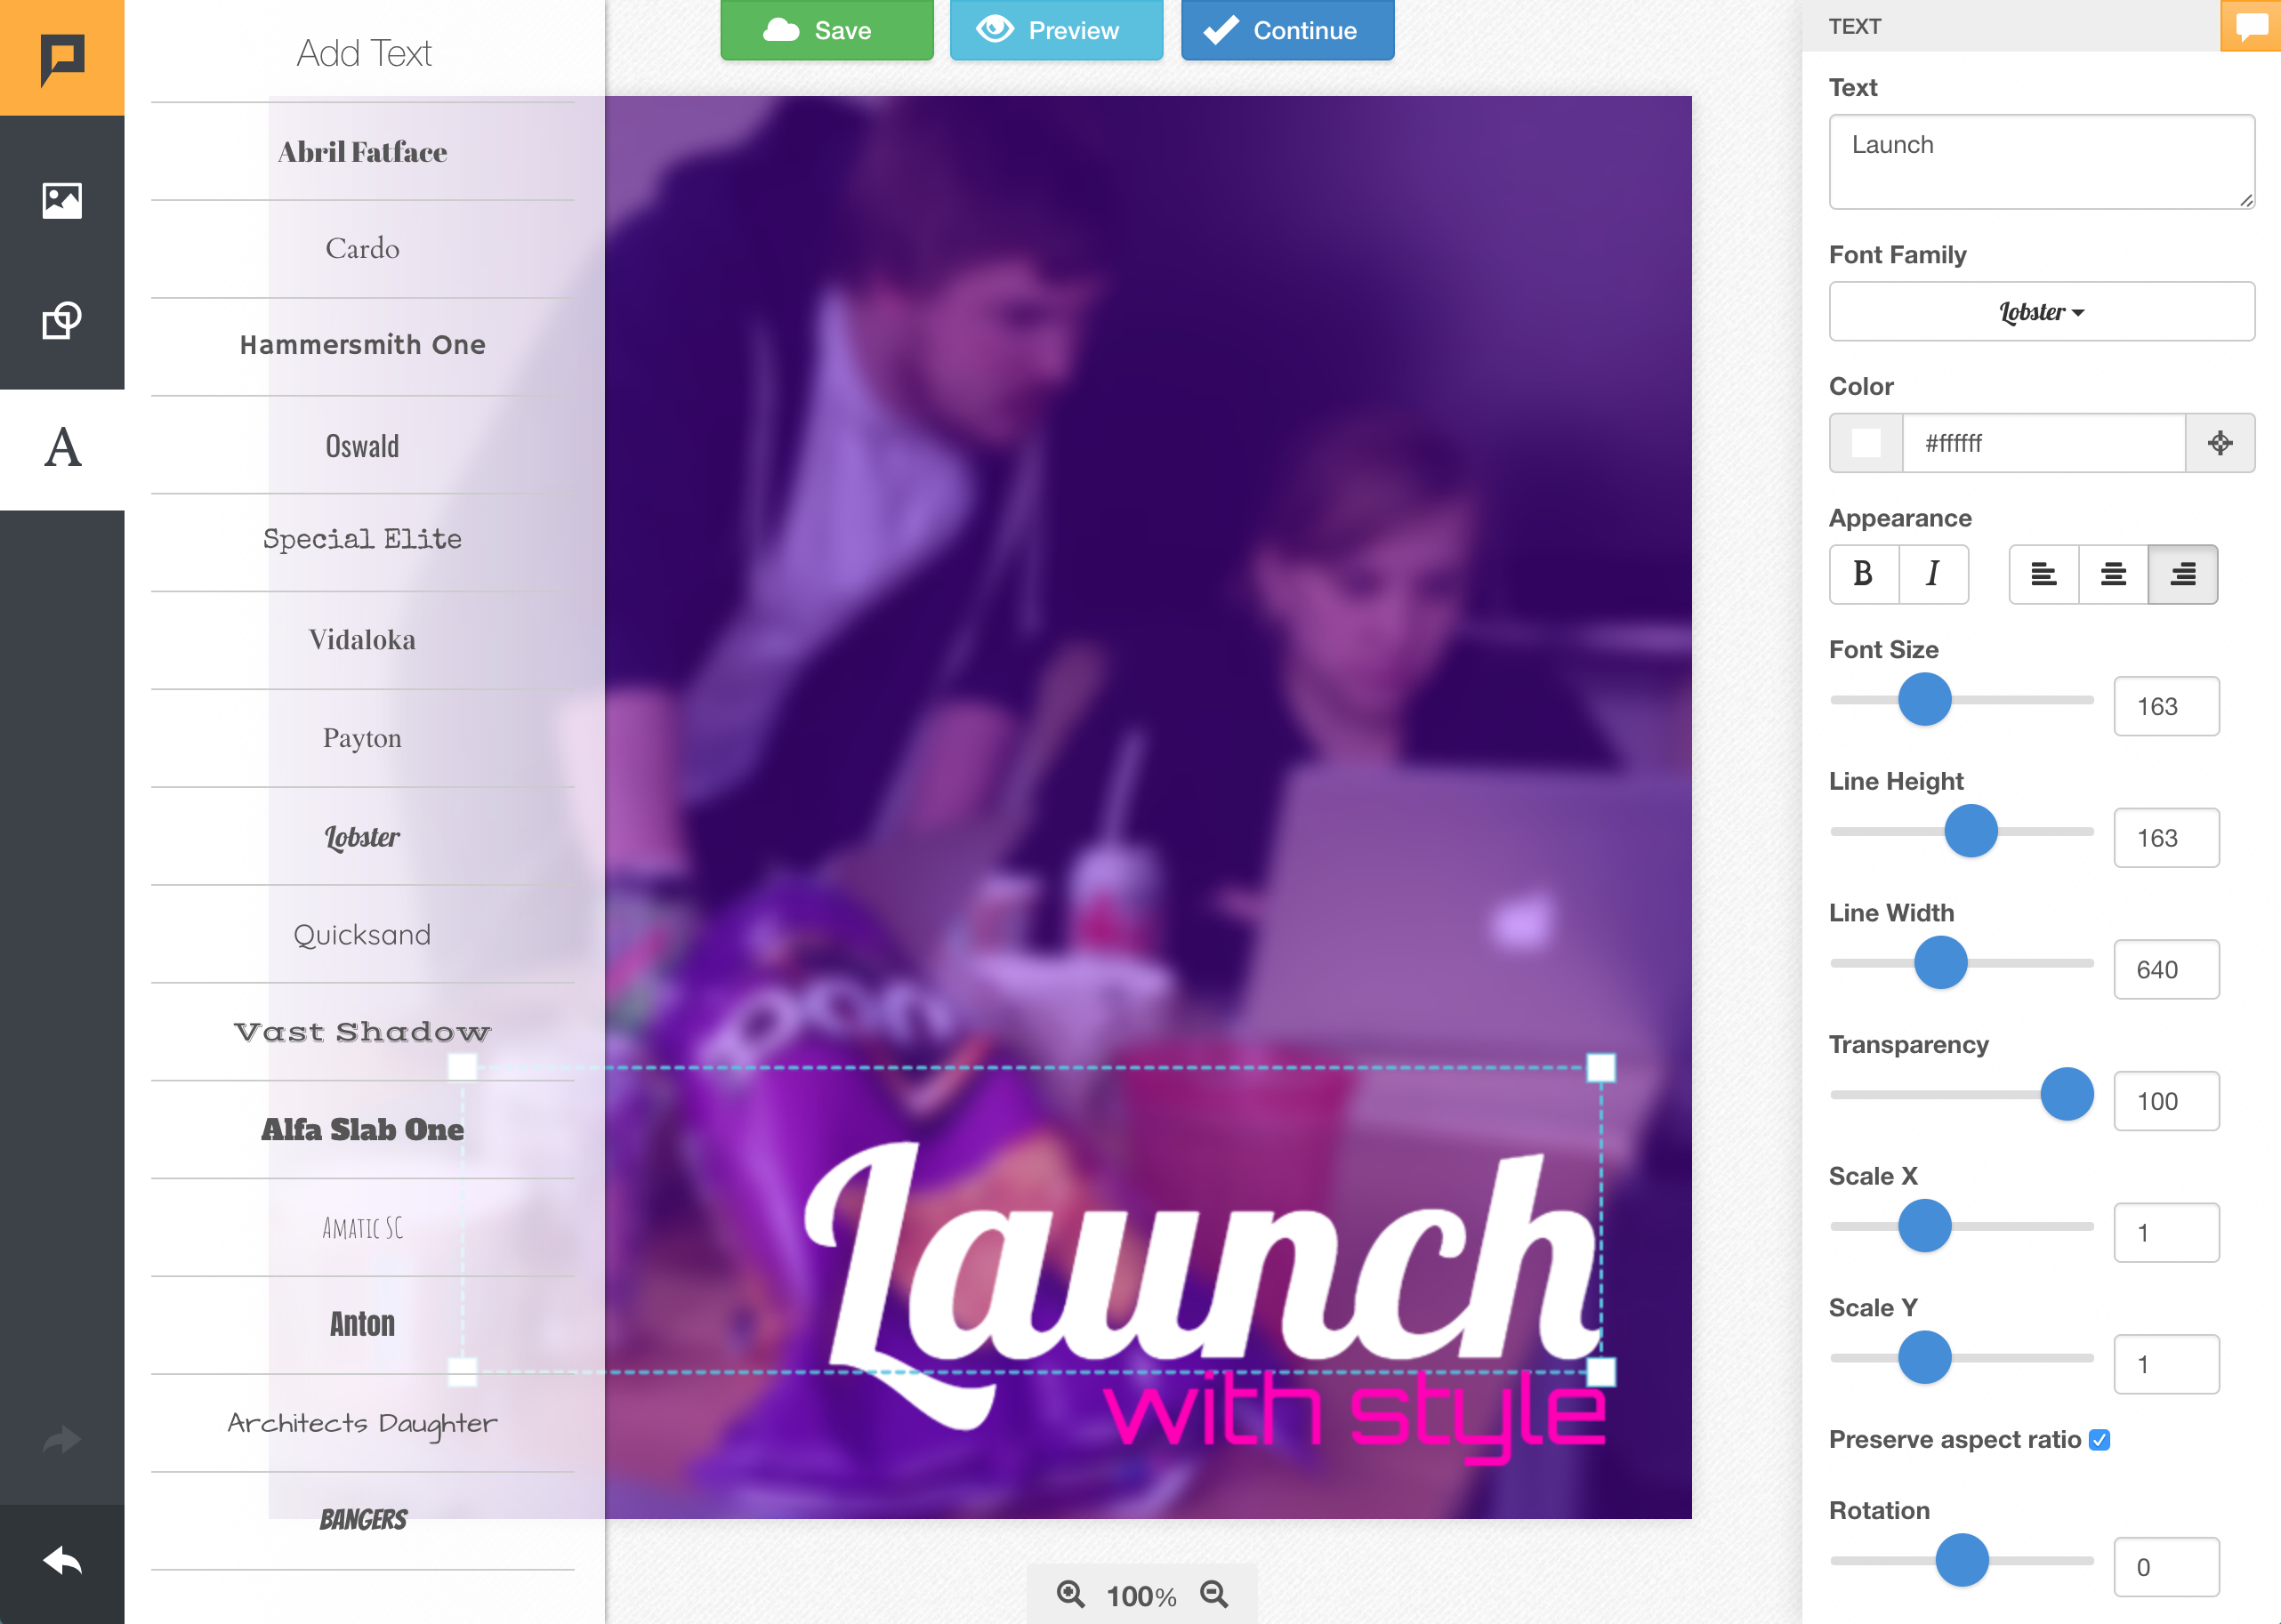 Add Text
Abril Fatface
Cardo
Hammersmith One
Oswald
Special Elite
Vidaloka
Payton
Lobster
Quicksand
Vast Shadow
Alfa Slab One
Amatic SC
Anton
Architects Daughter
BANGERS
A
Save
Preview
Continue
Launch
with style
100%
TEXT
Text
Launch
Font Family
Lobster
Color
#ffffff
Appearance
B I
Font Size
163
Line Height
163
Line Width
640
Transparency
100
Scale X
1
Scale Y
1
Preserve aspect ratio
Rotation
0